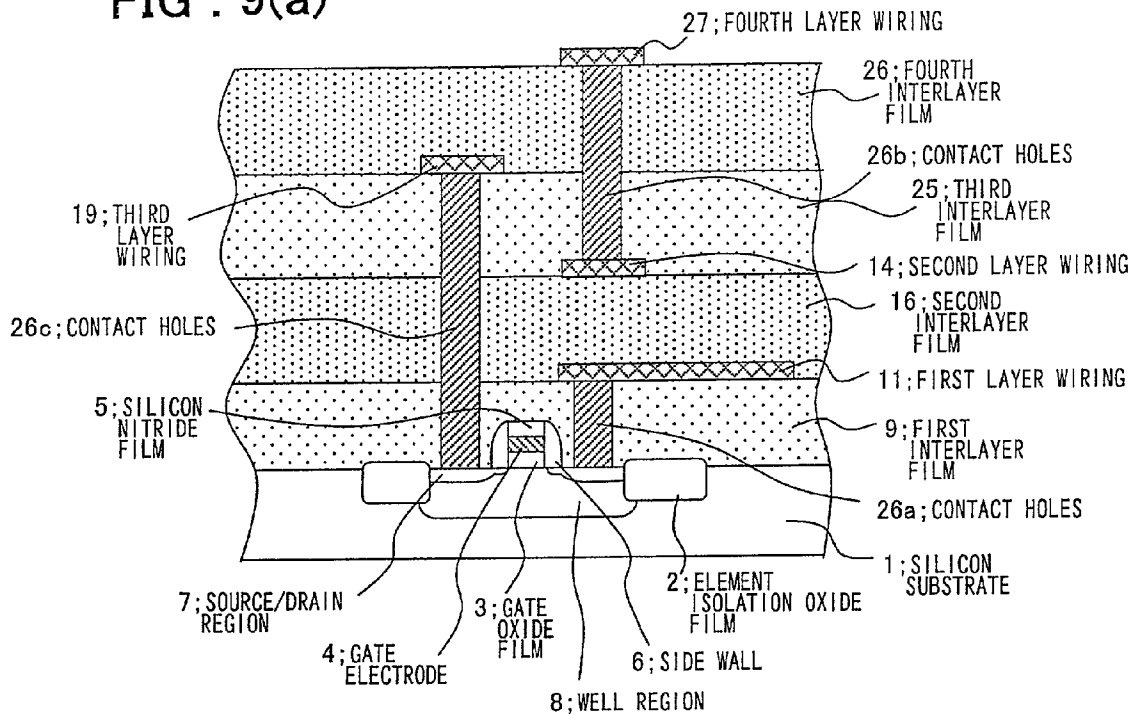 FIG . 9(a)
27;FOURTH LAYER WIRING
26;FOURTH
INTERLAYER
FILM
26b;CONTACT HOLES
25;THIRD
INTERLAYER
FILM
19;THIRD
LAYER
WIRING
14;SECOND LAYER WIRING
16;SECOND
INTERLAYER
FILM
26c;CONTACT HOLES
11;FIRST LAYER WIRING
5;SILICON
NITRIDE
FILM
9;FIRST
INTERLAYER
FILM
26a;CONTACT HOLES
1;SILICON
SUBSTRATE
2;ELEMENT
ISOLATION OXIDE
FILM
7;SOURCE/DRAIN
REGION
3;GATE
OXIDE
FILM
4;GATE
ELECTRODE
6;SIDE WALL
8;WELL REGION